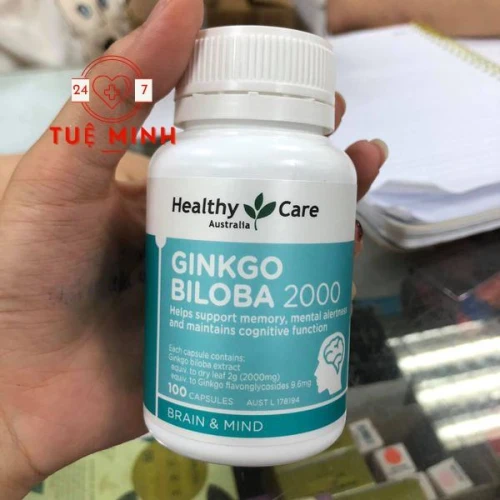 24 7
TUỆ MINH
Healthy Care
Australia
GINKGO
BILOBA 2000
Helps support memory, mental alertness
and maintains cognitive function
Each capsule contains:
Ginkgo biloba extract
equiv. to dry leaf 2g (2000mg)
equiv. to Ginkgo flavonglycosides 9.6mg
100 CAPSULES AUST L 178194
BRAIN & MIND